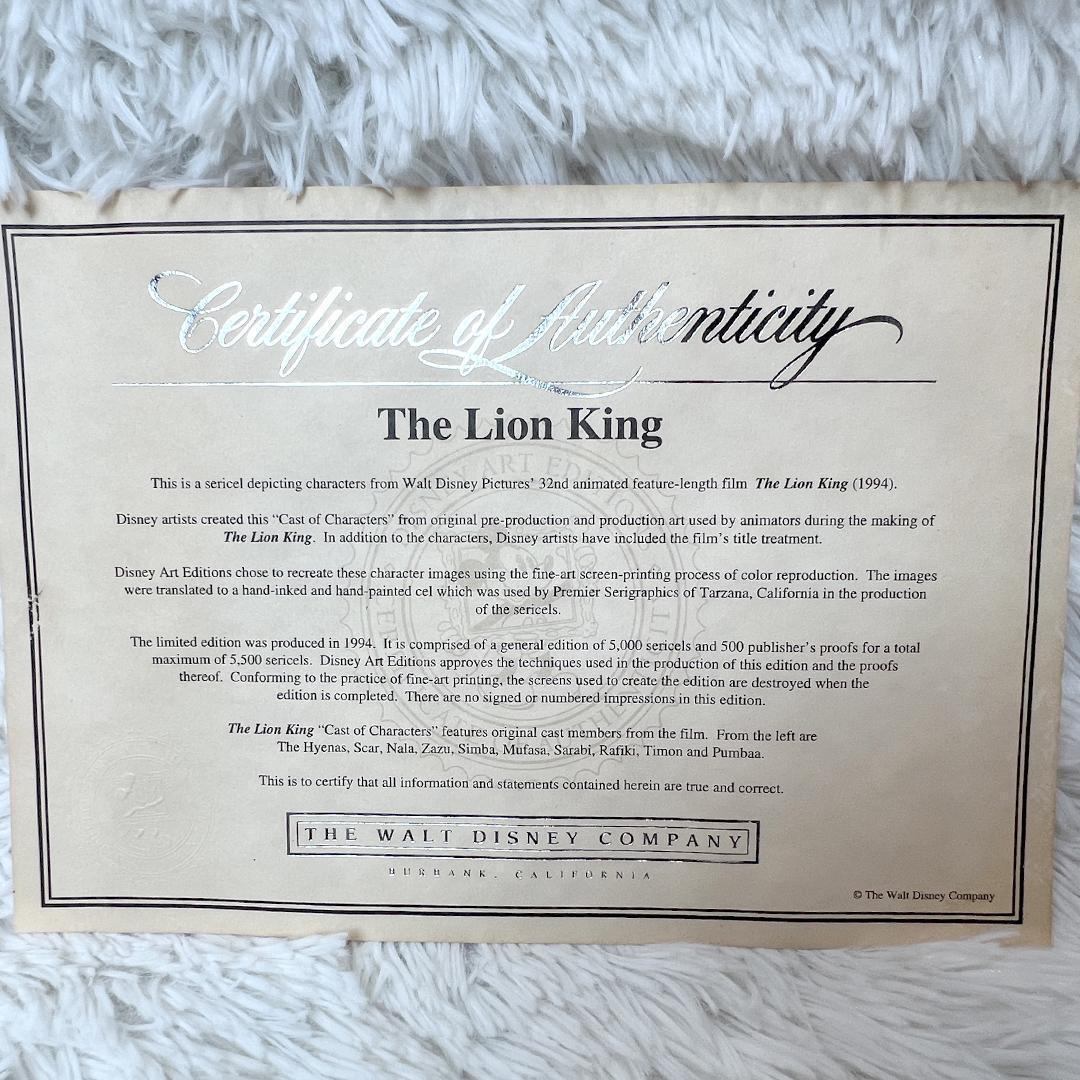 Certificate of Authenticity
The Lion King
This is a sericel depicting characters from Walt Disney Pictures' 32nd animated feature-length film The Lion King (1994).
Disney artists created this “Cast of Characters” from original pre-production and production art used by animators during the making of
The Lion King. In addition to the characters, Disney artists have included the film's title treatment.
Disney Art Editions chose to recreate these character images using the fine-art screen-printing process of color reproduction. The images
were translated to a hand-inked and hand-painted cel which was used by Premier Serigraphics of Tarzana, California in the production
of the sericels.
The limited edition was produced in 1994. It is comprised of a general edition of 5,000 sericels and 500 publisher's proofs for a total
maximum of 5,500 sericels. Disney Art Editions approves the techniques used in the production of this edition and the proofs
thereof. Conforming to the practice of fine-art printing, the screens used to create the edition are destroyed when the
edition is completed. There are no signed or numbered impressions in this edition.
The Lion King “Cast of Characters” features original cast members from the film. From the left are
The Hyenas, Scar, Nala, Zazu, Simba, Mufasa, Sarabi, Rafiki, Timon and Pumbaa.
This is to certify that all information and statements contained herein are true and correct.
THE WALT DISNEY COMPANY
BURBANK, CALIFORNIA
© The Walt Disney Company